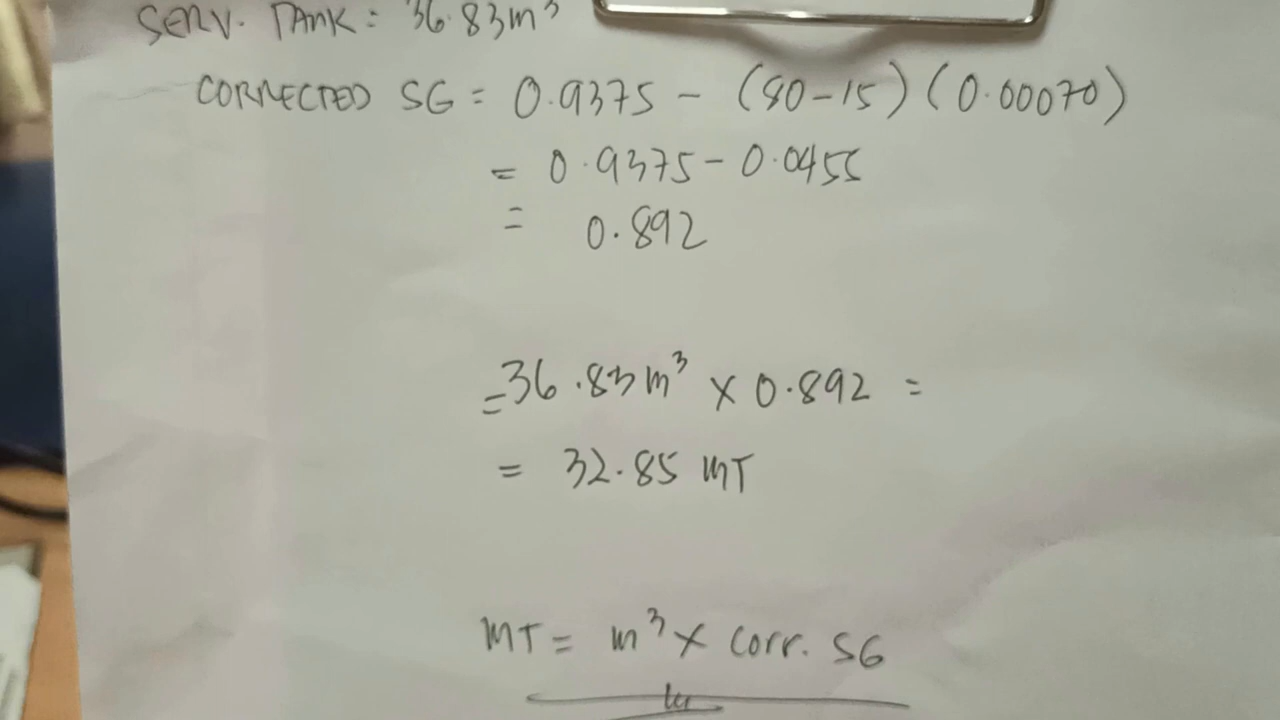 SERV. TANK = 36.83m³
CORRECTED SG = 0.9375 - (80-15)(0.00070)
= 0.9375 - 0.0455
= 0.892
= 36.83m³ x 0.892 =
= 32.85 MT
MT = m³ x corr. SG